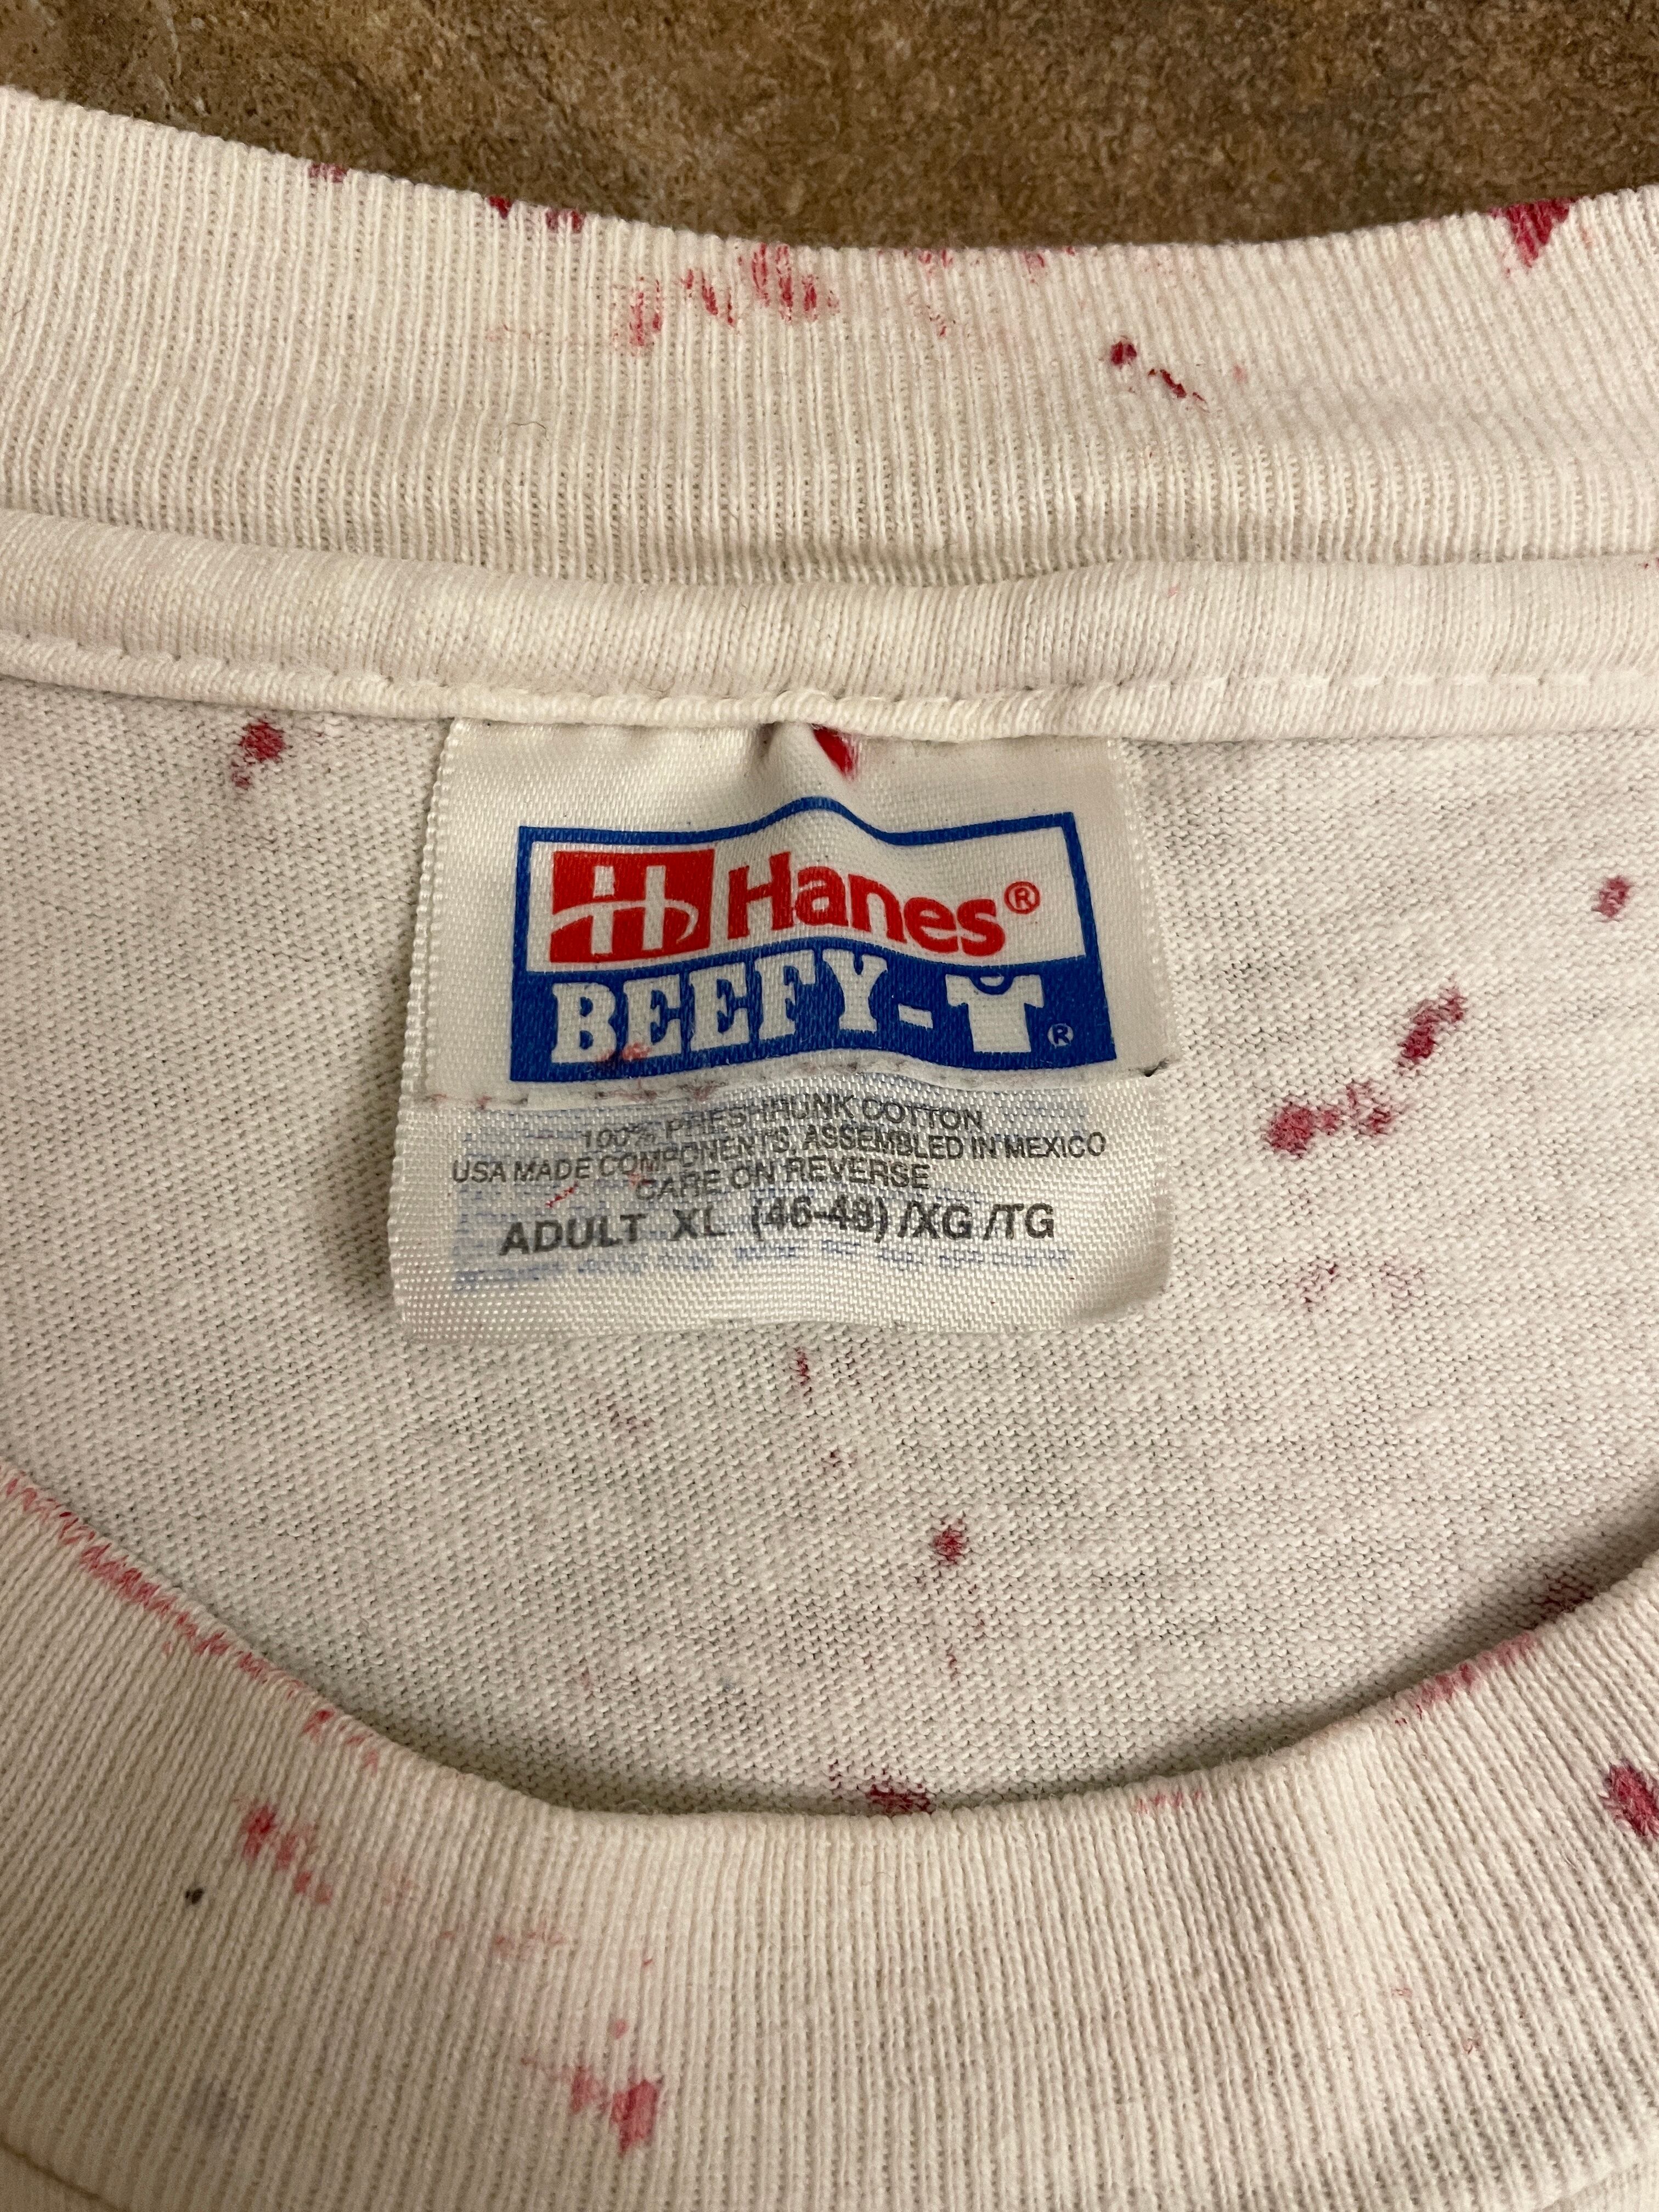 H Hanes®
BEEFY-T®
100% PRESHRUNK COTTON
USA MADE COMPONENTS, ASSEMBLED IN MEXICO
CARE ON REVERSE
ADULT XL (46-48) /XG /TG